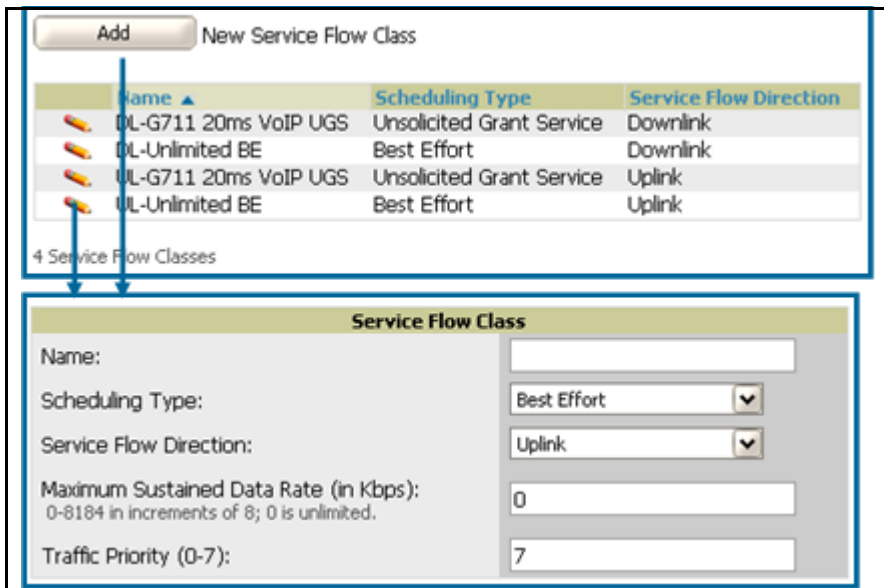 Add New Service Flow Class
Name ▲ Scheduling Type Service Flow Direction
DL-G711 20ms VoIP UGS Unsolicited Grant Service Downlink
DL-Unlimited BE Best Effort Downlink
UL-G711 20ms VoIP UGS Unsolicited Grant Service Uplink
UL-Unlimited BE Best Effort Uplink
4 Service Flow Classes
Service Flow Class
Name:
Scheduling Type: Best Effort
Service Flow Direction: Uplink
Maximum Sustained Data Rate (in Kbps): 0
0-8184 in increments of 8; 0 is unlimited.
Traffic Priority (0-7): 7